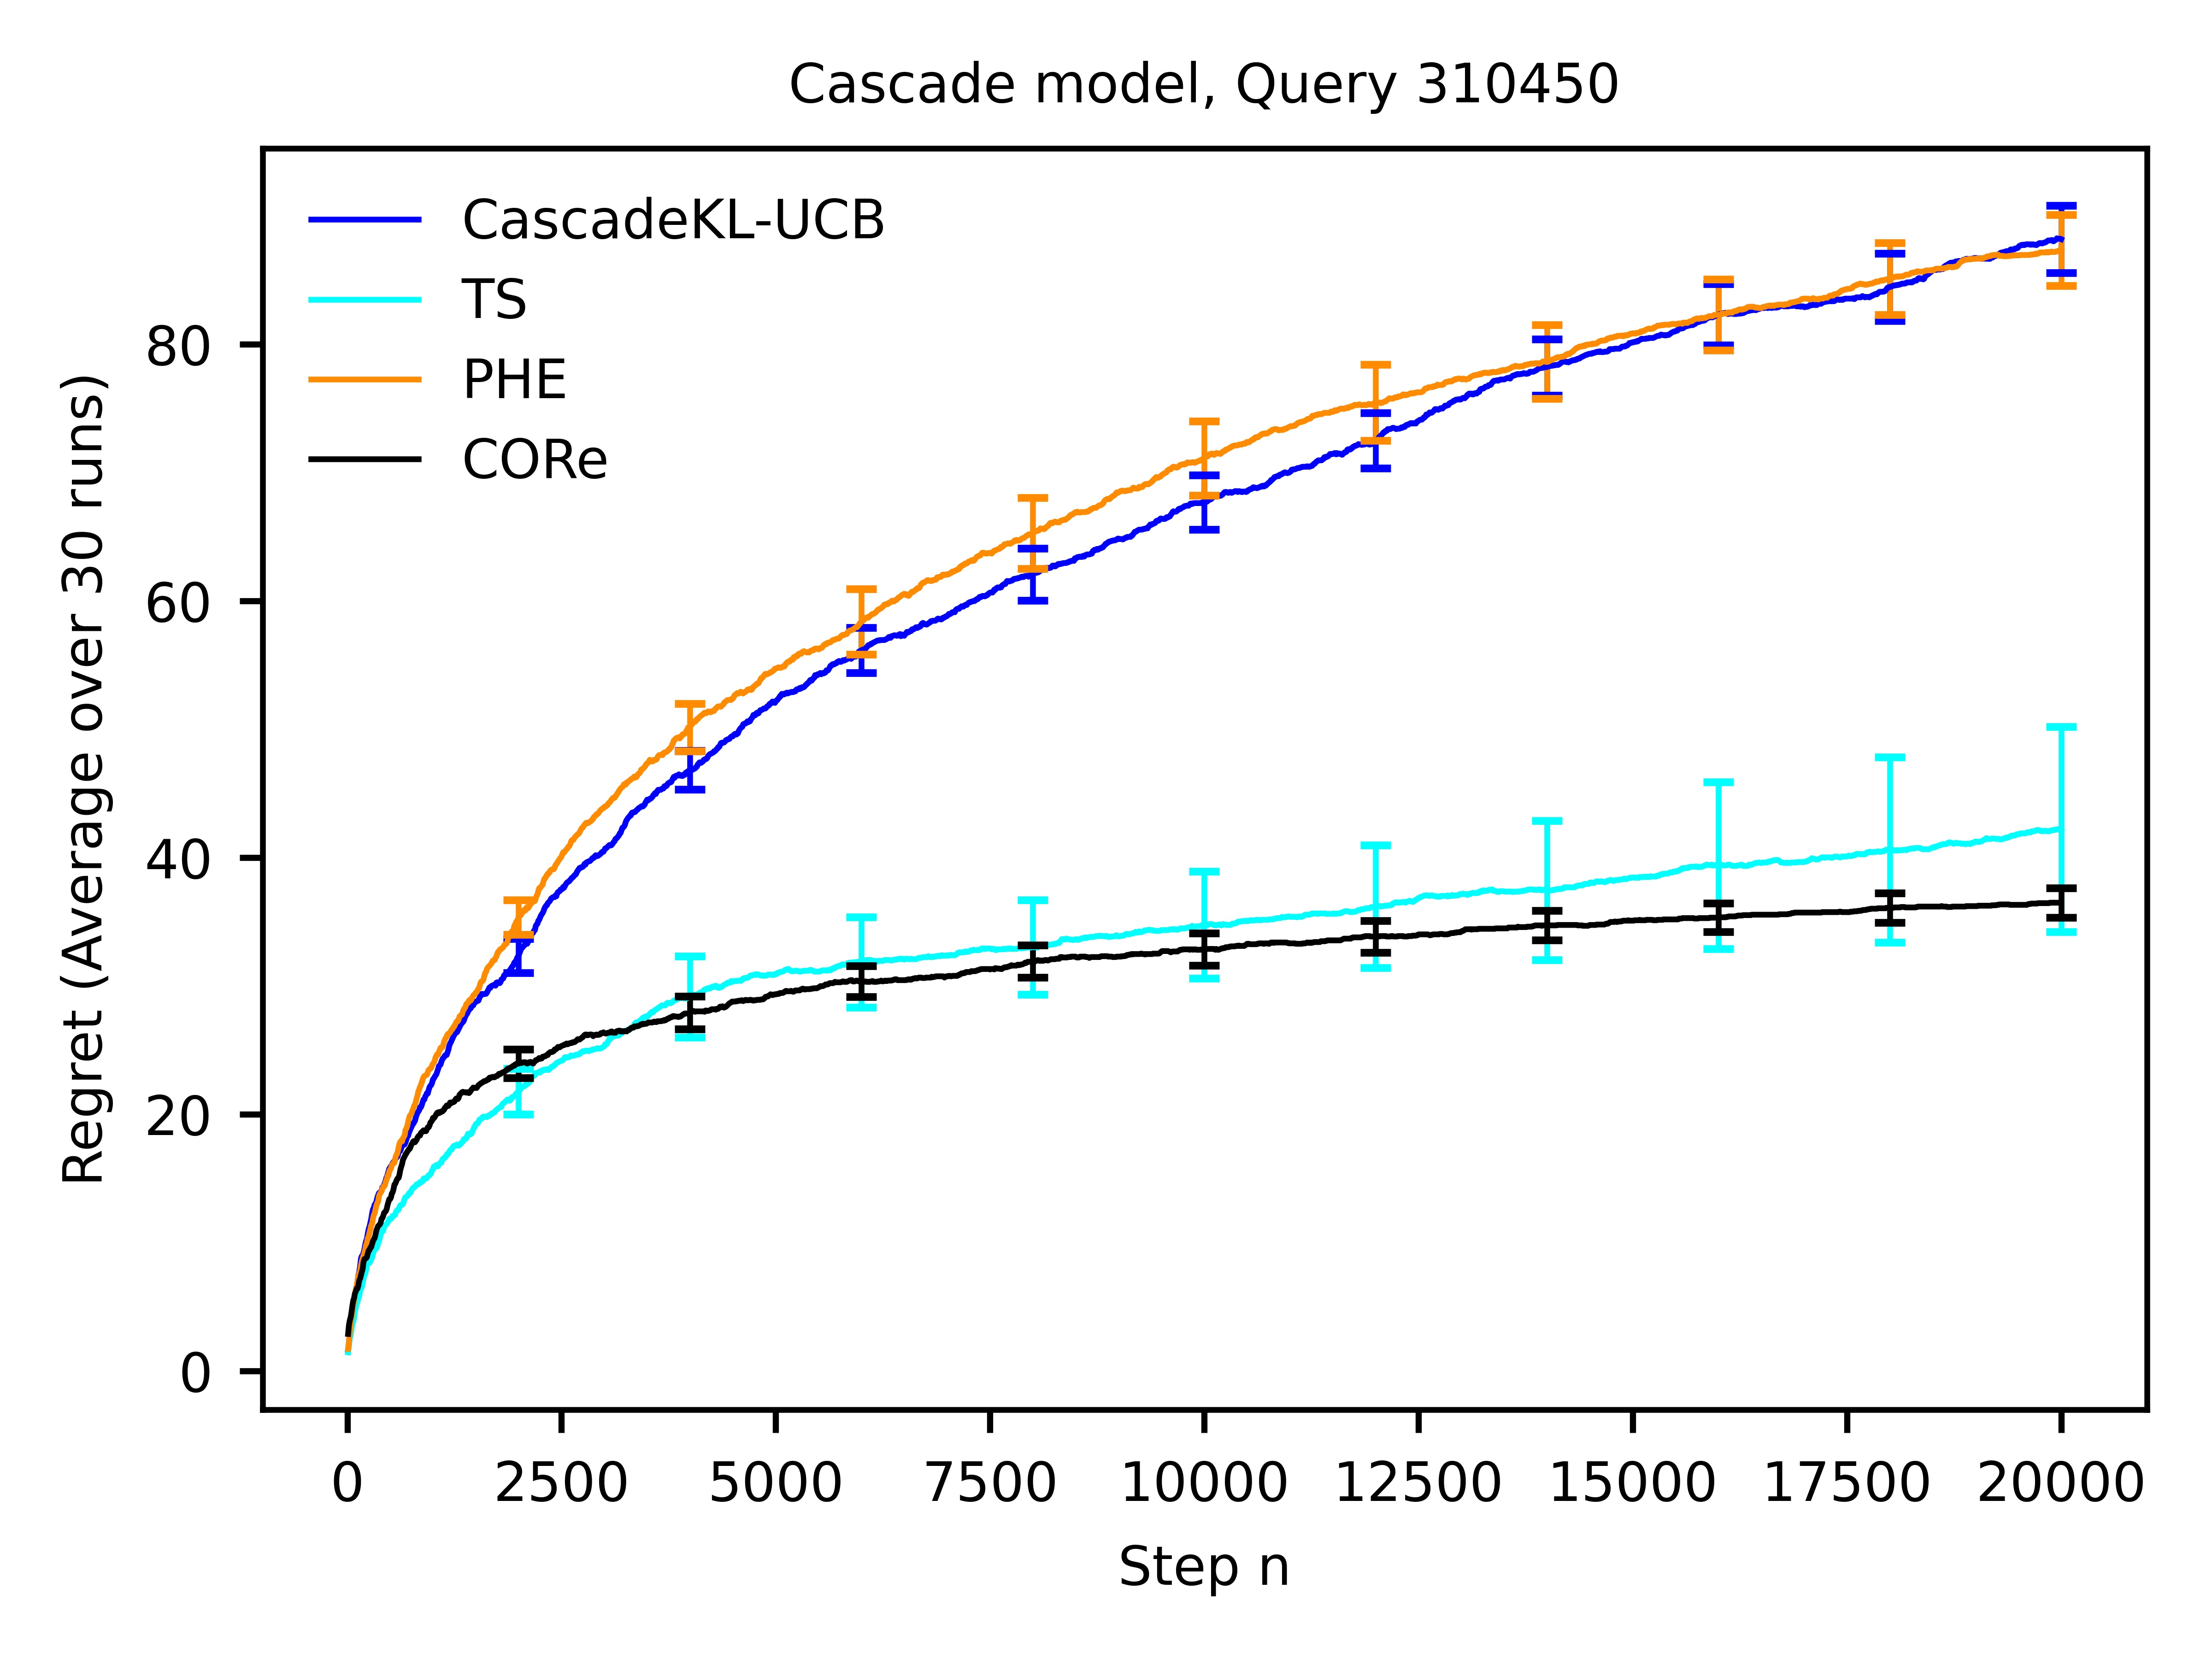 Cascade model, Query 310450
CascadeKL-UCB
TS
PHE
CORe
Regret (Average over 30 runs)
80
60
40
20
0
0 2500 5000 7500 10000 12500 15000 17500 20000
Step n